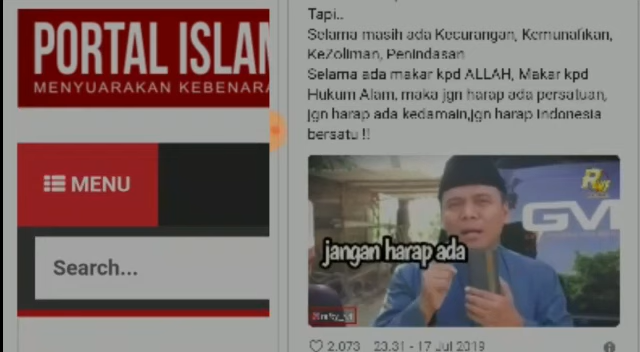 PORTAL ISLAM
MENYUARAKAN KEBENARA
MENU
Search...
Tapi..
Selama masih ada Kecurangan, Kemunafikan,
KeZoliman, Penindasan
Selama ada makar kpd ALLAH, Makar kpd
Hukum Alam, maka jgn harap ada persatuan,
jgn harap ada kedamain,jgn harap Indonesia
bersatu !!
GVM
jangan harap ada
2.073 23.31 - 17 Jul 2019